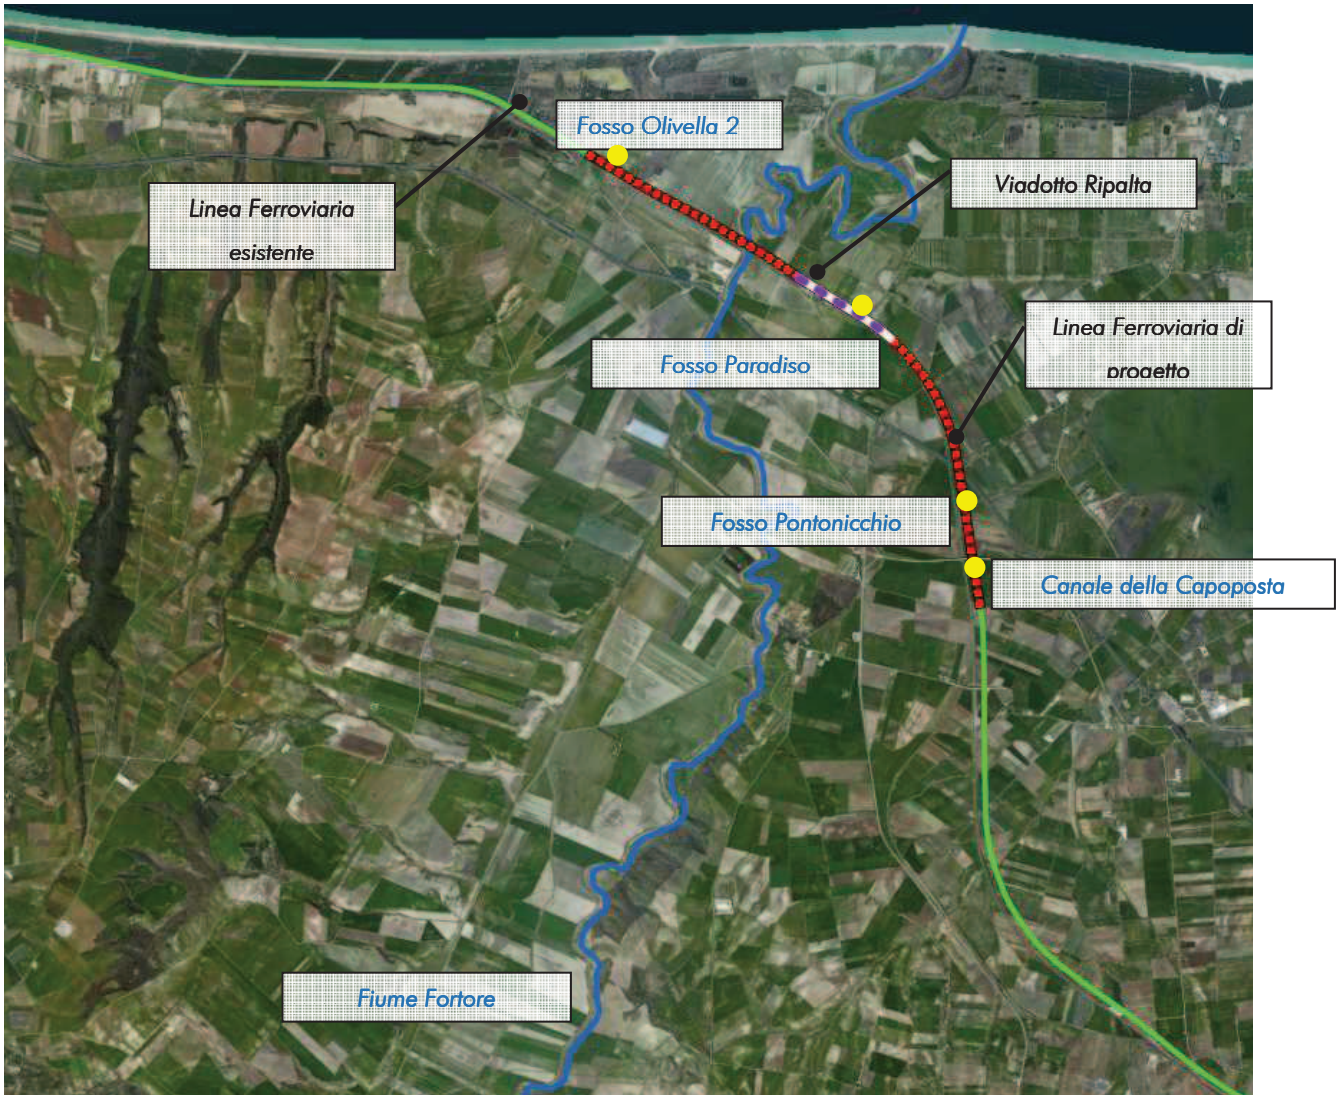 Fosso Olivella 2
Viadotto Ripalta
Linea Ferroviaria
esistente
Linea Ferroviaria di
progetto
Fosso Paradiso
Fosso Pontonicchio
Canale della Capoposta
Fiume Fortore